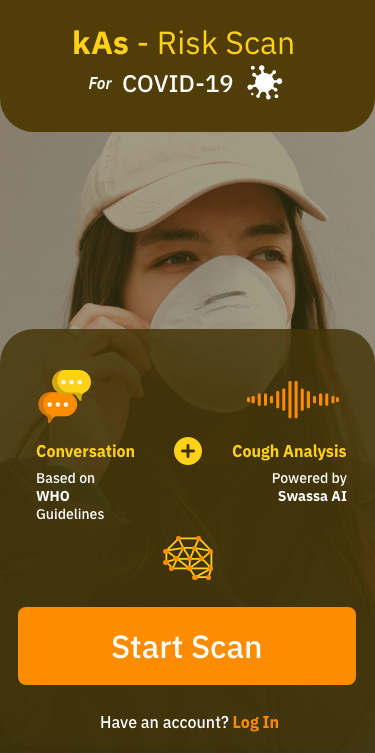 kAs - Risk Scan
For COVID-19
Conversation
Cough Analysis
Based on
WHO
Guidelines
Powered by
Swassa AI
Start Scan
Have an account? Log In